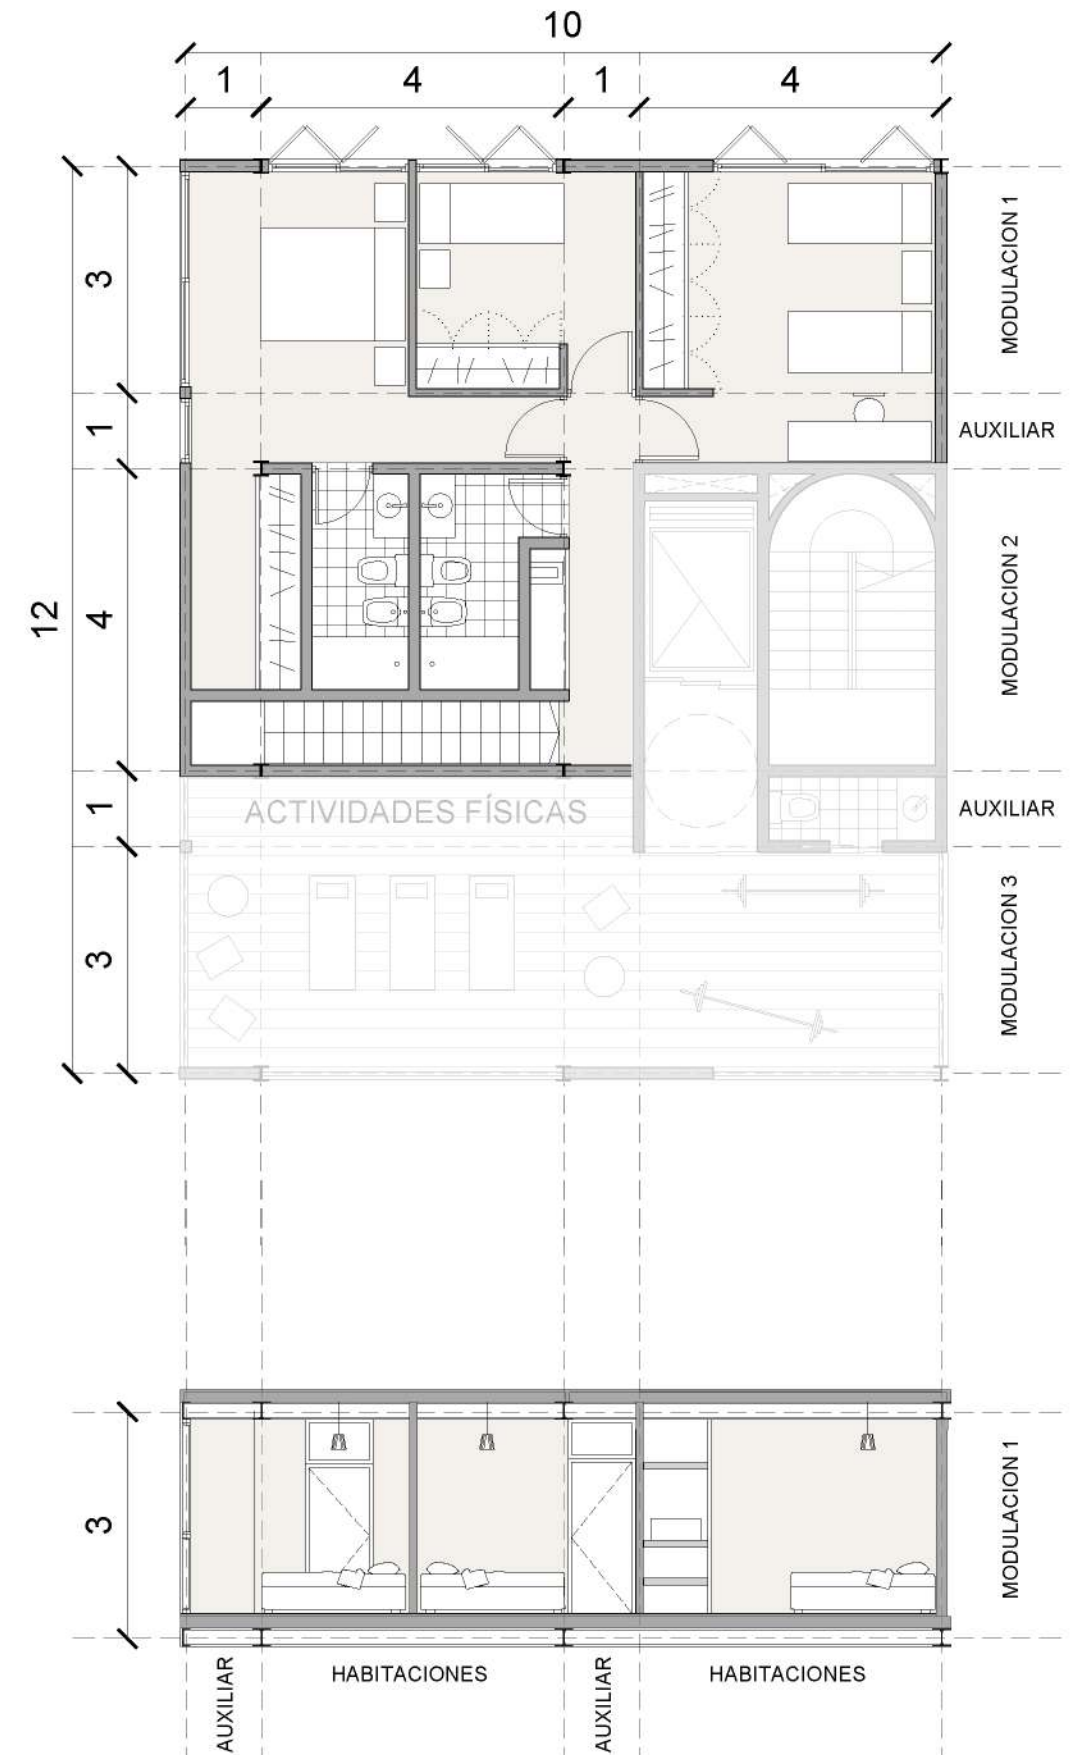 10
1
4
1
4
3
MODULACION 1
1
AUXILIAR
12
4
MODULACION 2
1
ACTIVIDADES FÍSICAS
AUXILIAR
3
MODULACION 3
3
MODULACION 1
AUXILIAR
HABITACIONES
AUXILIAR
HABITACIONES